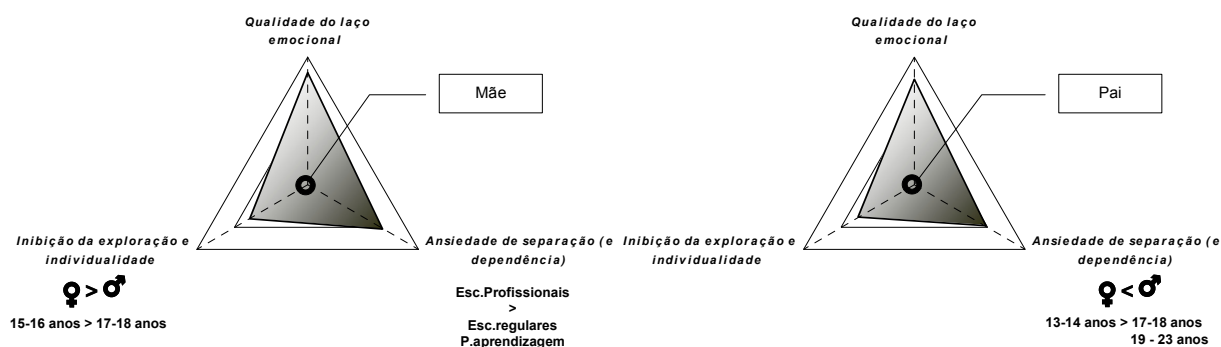 Qualidade do laço
emocional
Mãe
Inibição da exploração e
individualidade
♀ > ♂
15-16 anos > 17-18 anos
Ansiedade de separação (e
dependência)
Esc.Profissionais
>
Esc.regulares
P.aprendizagem
Qualidade do laço
emocional
Pai
Inibição da exploração e
individualidade
Ansiedade de separação (e
dependência)
♀ < ♂
13-14 anos > 17-18 anos
19 - 23 anos